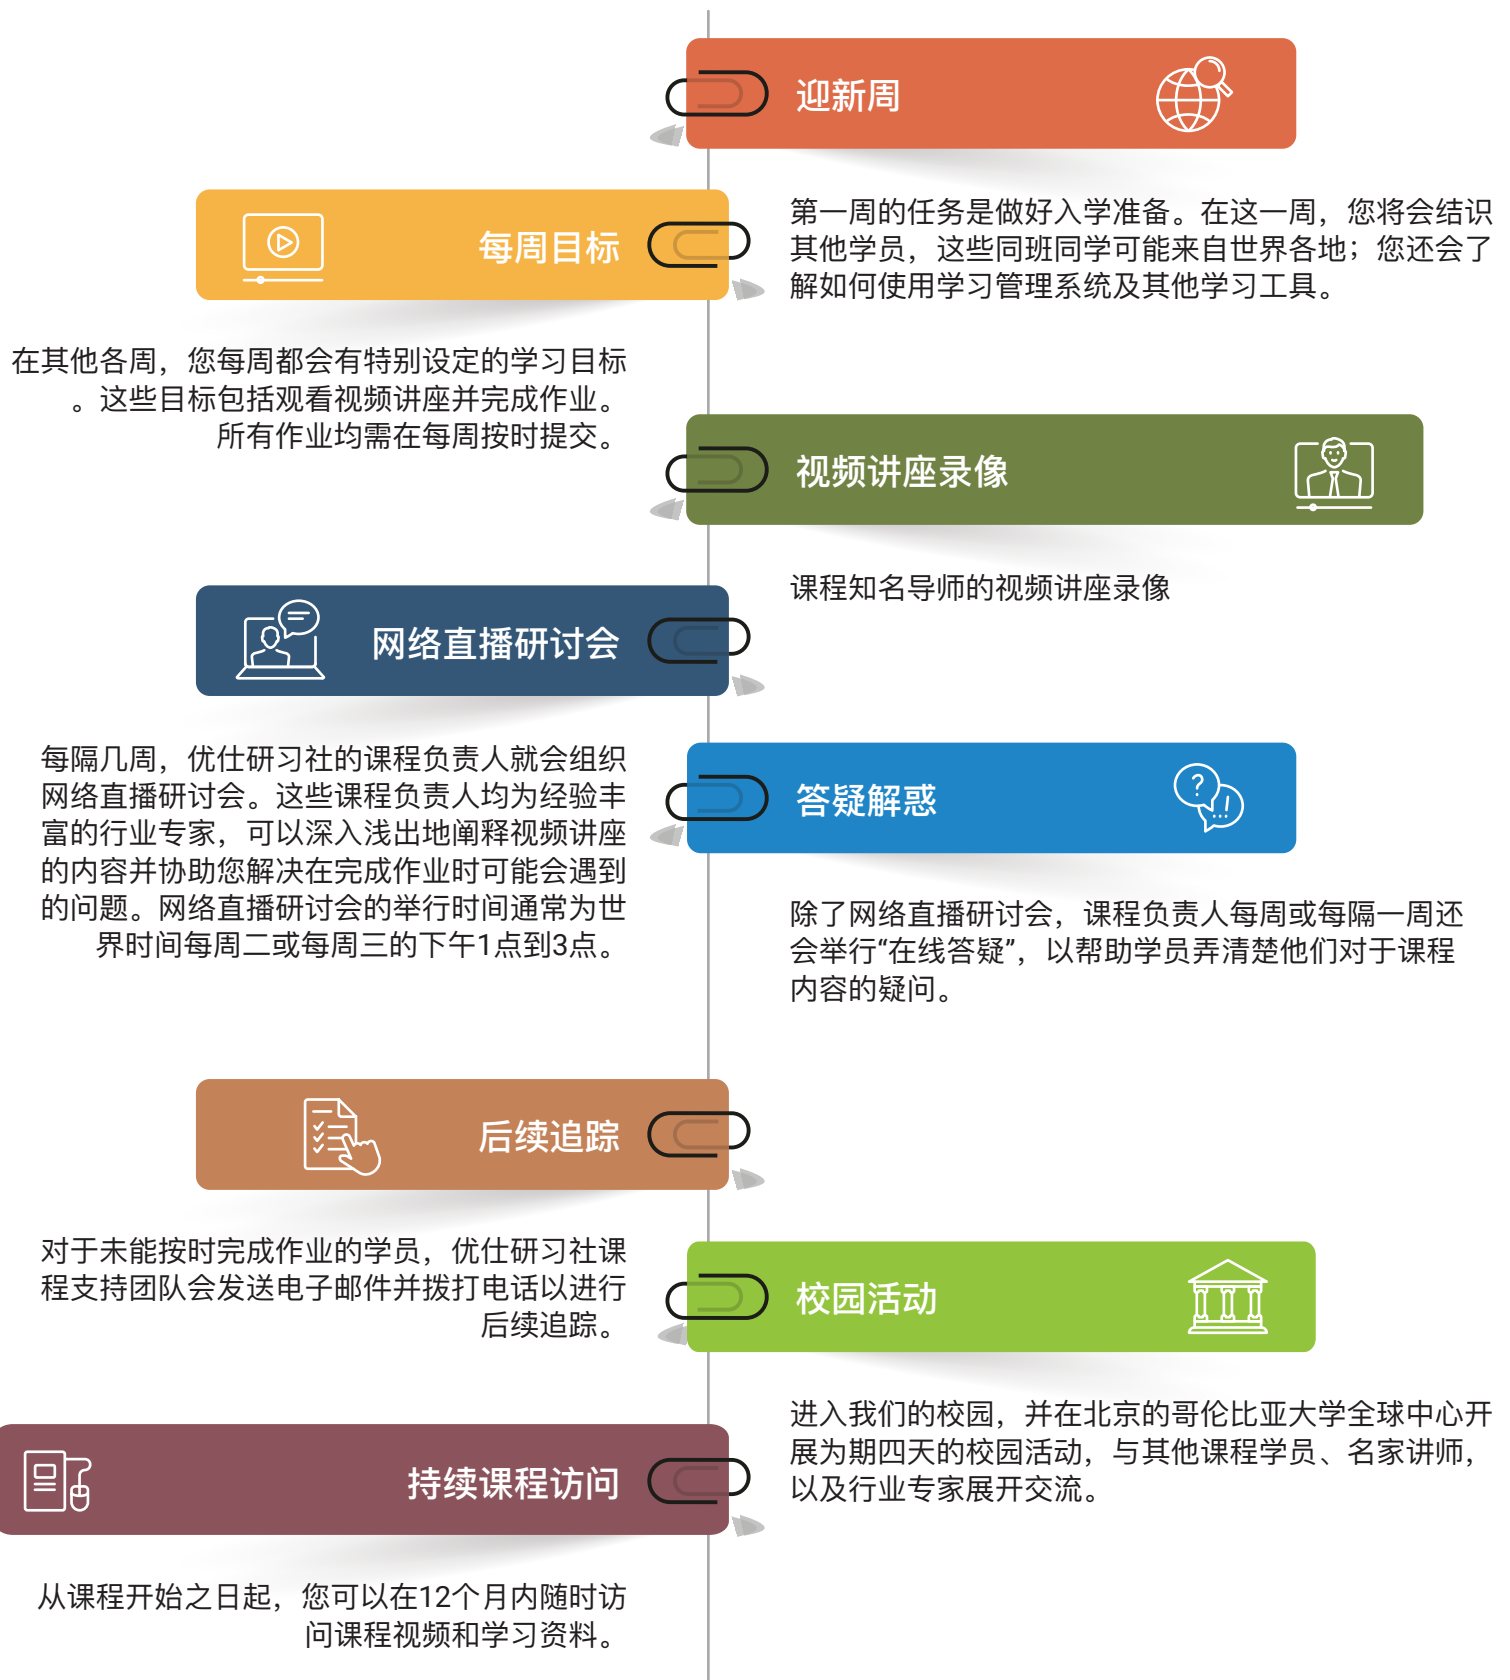 迎新周
第一周的任务是做好入学准备。在这一周，您将会结识
其他学员，这些同班同学可能来自世界各地；您还会了
解如何使用学习管理系统及其他学习工具。
每周目标
在其他各周，您每周都会有特别设定的学习目标
。这些目标包括观看视频讲座并完成作业。
所有作业均需在每周按时提交。
视频讲座录像
课程知名导师的视频讲座录像
网络直播研讨会
每隔几周，优仕研习社的课程负责人就会组织
网络直播研讨会。这些课程负责人均为经验丰
富的行业专家，可以深入浅出地阐释视频讲座
的内容并协助您解决在完成作业时可能会遇到
的问题。网络直播研讨会的举行时间通常为世
界时间每周二或每周三的下午1点到3点。
答疑解惑
除了网络直播研讨会，课程负责人每周或每隔一周还
会举行“在线答疑”，以帮助学员弄清楚他们对于课程
内容的疑问。
后续追踪
对于未能按时完成作业的学员，优仕研习社课
程支持团队会发送电子邮件并拨打电话以进行
后续追踪。
校园活动
进入我们的校园，并在北京的哥伦比亚大学全球中心开
展为期四天的校园活动，与其他课程学员、名家讲师，
以及行业专家展开交流。
持续课程访问
从课程开始之日起，您可以在12个月内随时访
问课程视频和学习资料。